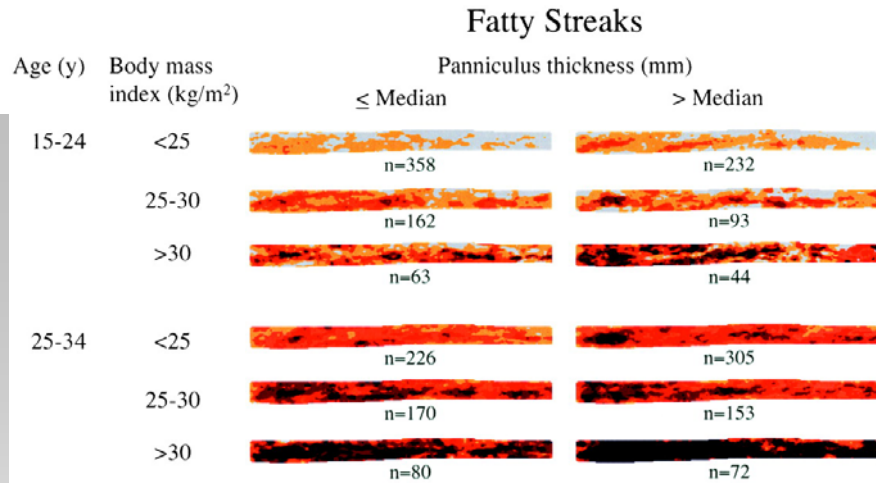 Fatty Streaks
Age (y) Body mass index (kg/m²) Panniculus thickness (mm)
≤ Median > Median
15-24 <25
n=358 n=232
25-30
n=162 n=93
>30
n=63 n=44
25-34 <25
n=226 n=305
25-30
n=170 n=153
>30
n=80 n=72